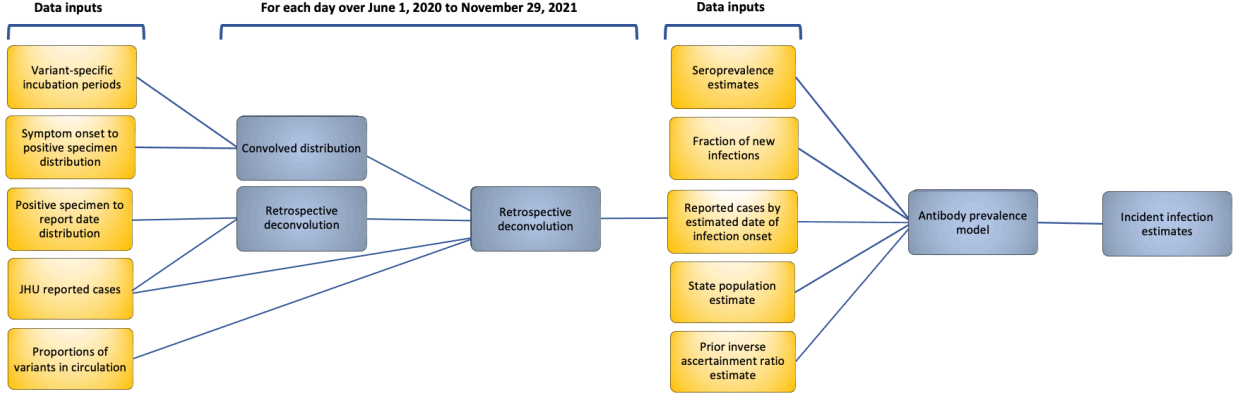 Data inputs
For each day over June 1, 2020 to November 29, 2021
Data inputs
Variant-specific
incubation periods
Symptom onset to
positive specimen
distribution
Positive specimen to
report date
distribution
JHU reported cases
Proportions of
variants in circulation
Convolved distribution
Retrospective
deconvolution
Retrospective
deconvolution
Seroprevalence
estimates
Fraction of new
infections
Reported cases by
estimated date of
infection onset
State population
estimate
Prior inverse
ascertainment ratio
estimate
Antibody prevalence
model
Incident infection
estimates